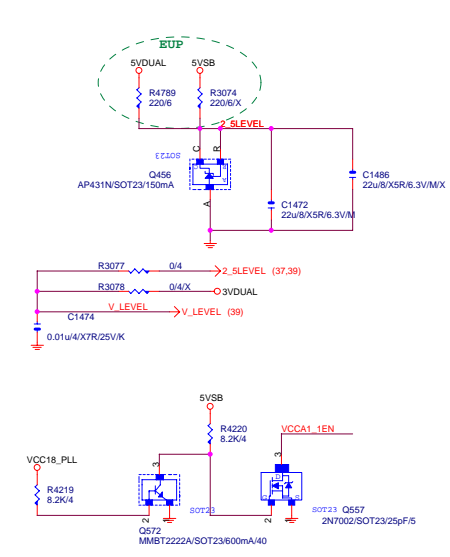 EUP
5VDUAL 5VSB
R4789 R3074
220/6 220/6/X
2_5LEVEL
C R
SOT23
Q456
AP431N/SOT23/150mA
A
C1486
22u/8/X5R/6.3V/M/X
C1472
22u/8/X5R/6.3V/M
R3077 0/4 2_5LEVEL (37,39)
R3078 0/4/X 3VDUAL
V_LEVEL V_LEVEL (39)
C1474
0.01u/4/X7R/25V/K
5VSB
R4220
8.2K/4
VCCA1_1EN
VCC18_PLL
3 3
R4219
8.2K/4
D
G S
2 SOT23 2 SOT23 Q557
2N7002/SOT23/25pF/5
Q572
MMBT2222A/SOT23/600mA/40